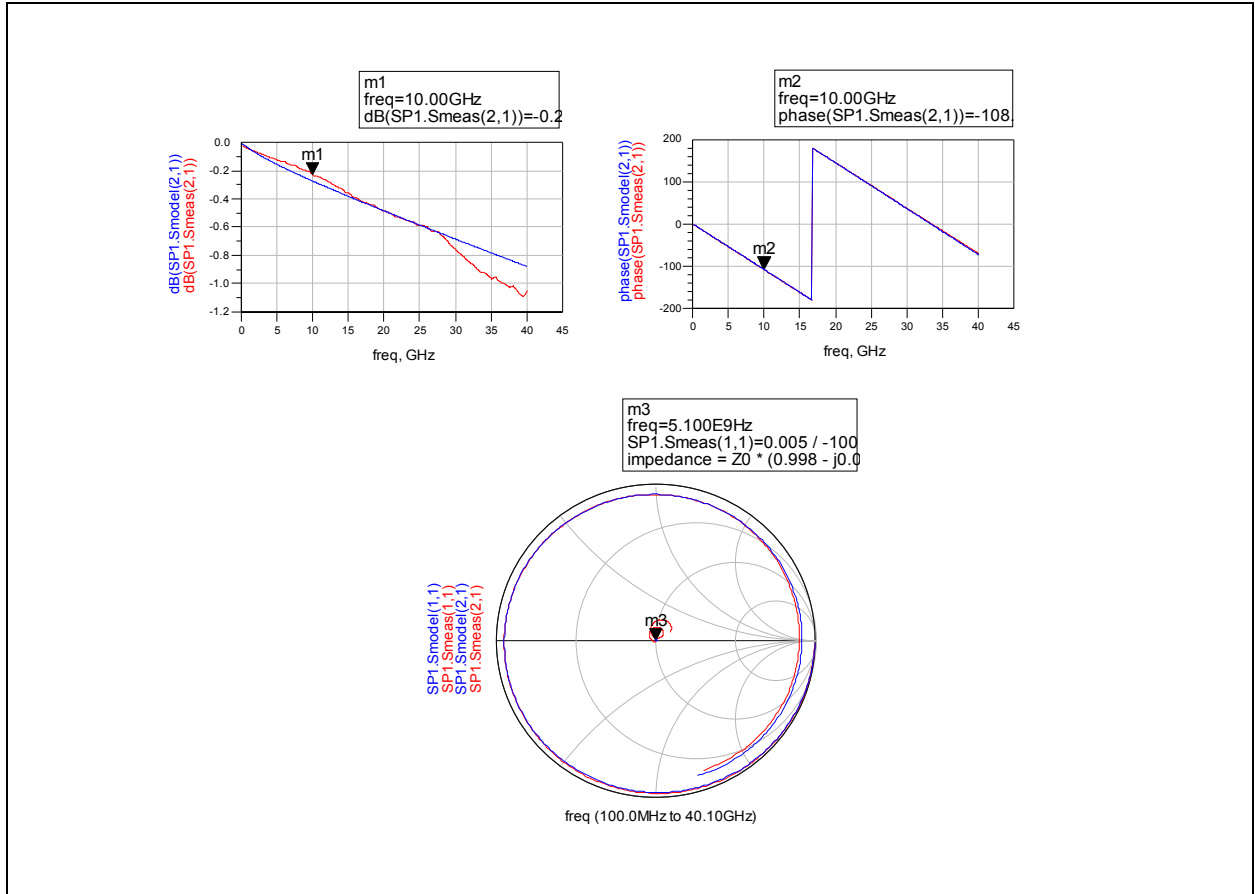 m1
freq=10.00GHz
dB(SP1.Smeas(2,1))=-0.2
m1
0.0
-0.2
-0.4
-0.6
-0.8
-1.0
-1.2
0 5 10 15 20 25 30 35 40 45
freq, GHz
dB(SP1.Smodel(2,1))
dB(SP1.Smeas(2,1))
m2
freq=10.00GHz
phase(SP1.Smeas(2,1))=-108.
m2
200
100
0
-100
-200
0 5 10 15 20 25 30 35 40 45
freq, GHz
phase(SP1.Smodel(2,1))
phase(SP1.Smeas(2,1))
m3
freq=5.100E9Hz
SP1.Smeas(1,1)=0.005 / -100
impedance = Z0 * (0.998 - j0.0
m3
SP1.Smodel(1,1)
SP1.Smeas(1,1)
SP1.Smodel(2,1)
SP1.Smeas(2,1)
freq (100.0MHz to 40.10GHz)